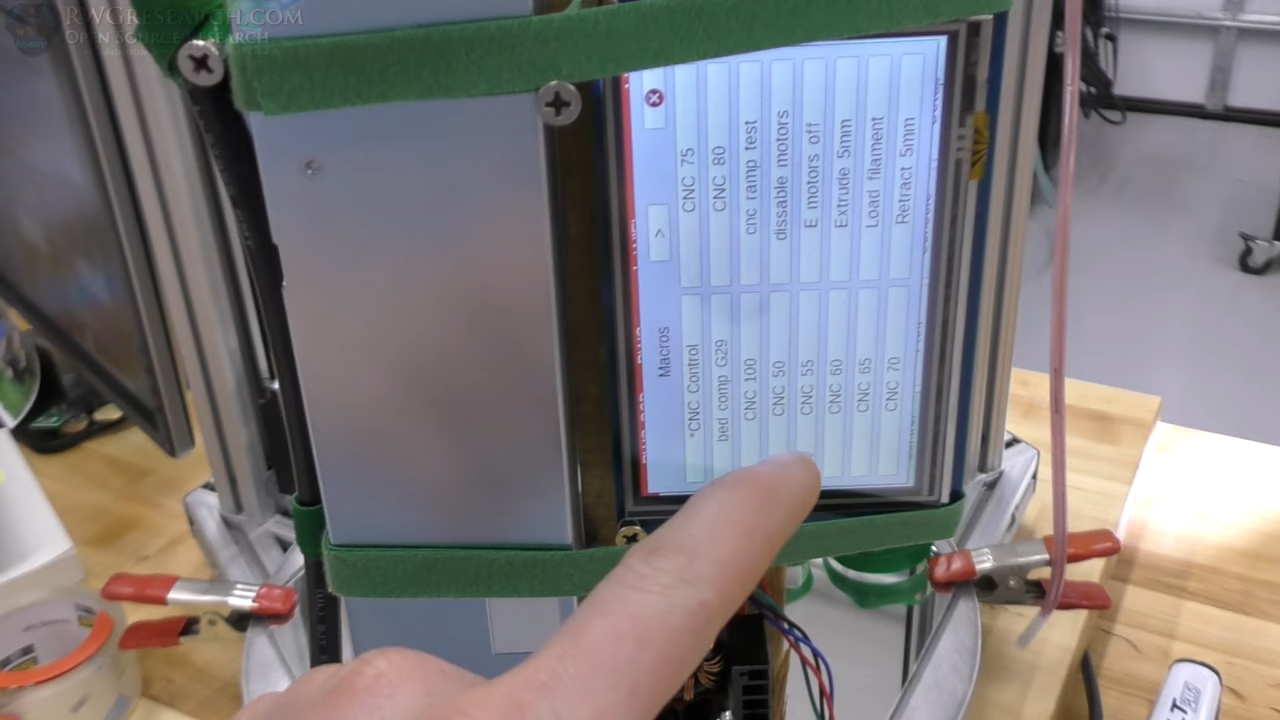 RWGresearch.com
Open Source Research
Macros
>
*CNC Control
CNC 75
bed comp G29
CNC 80
CNC 100
cnc ramp test
CNC 50
dissable motors
CNC 55
E motors off
CNC 60
Extrude 5mm
CNC 65
Load filament
CNC 70
Retract 5mm